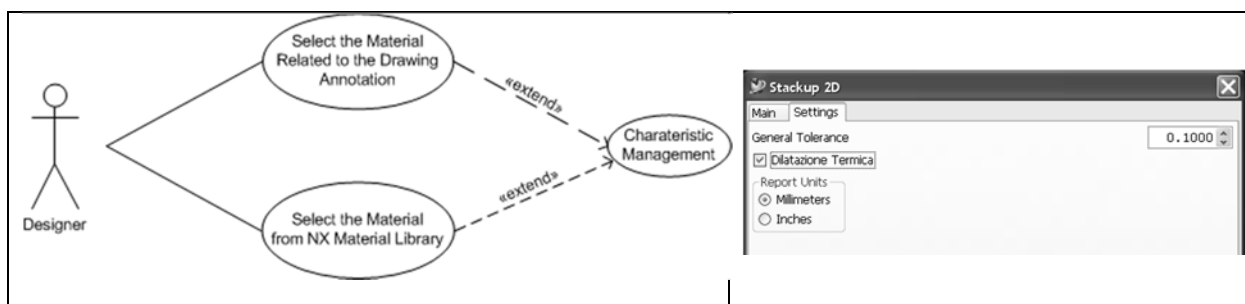 Select the Material
Related to the Drawing
Annotation
«extend»
Charateristic
Management
«extend»
Select the Material
from NX Material Library
Designer
Stackup 2D
Main Settings
General Tolerance 0.1000
Dilatazione Termica
Report Units
Millimeters
Inches